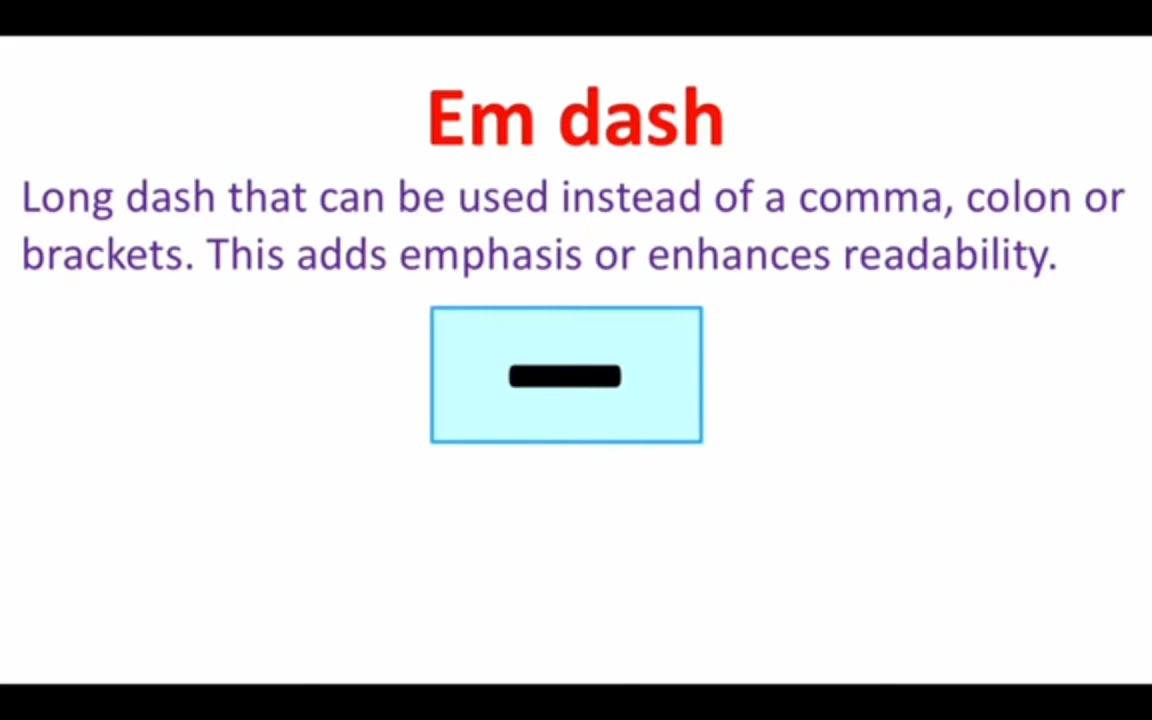 Em dash
Long dash that can be used instead of a comma, colon or
brackets. This adds emphasis or enhances readability.
—